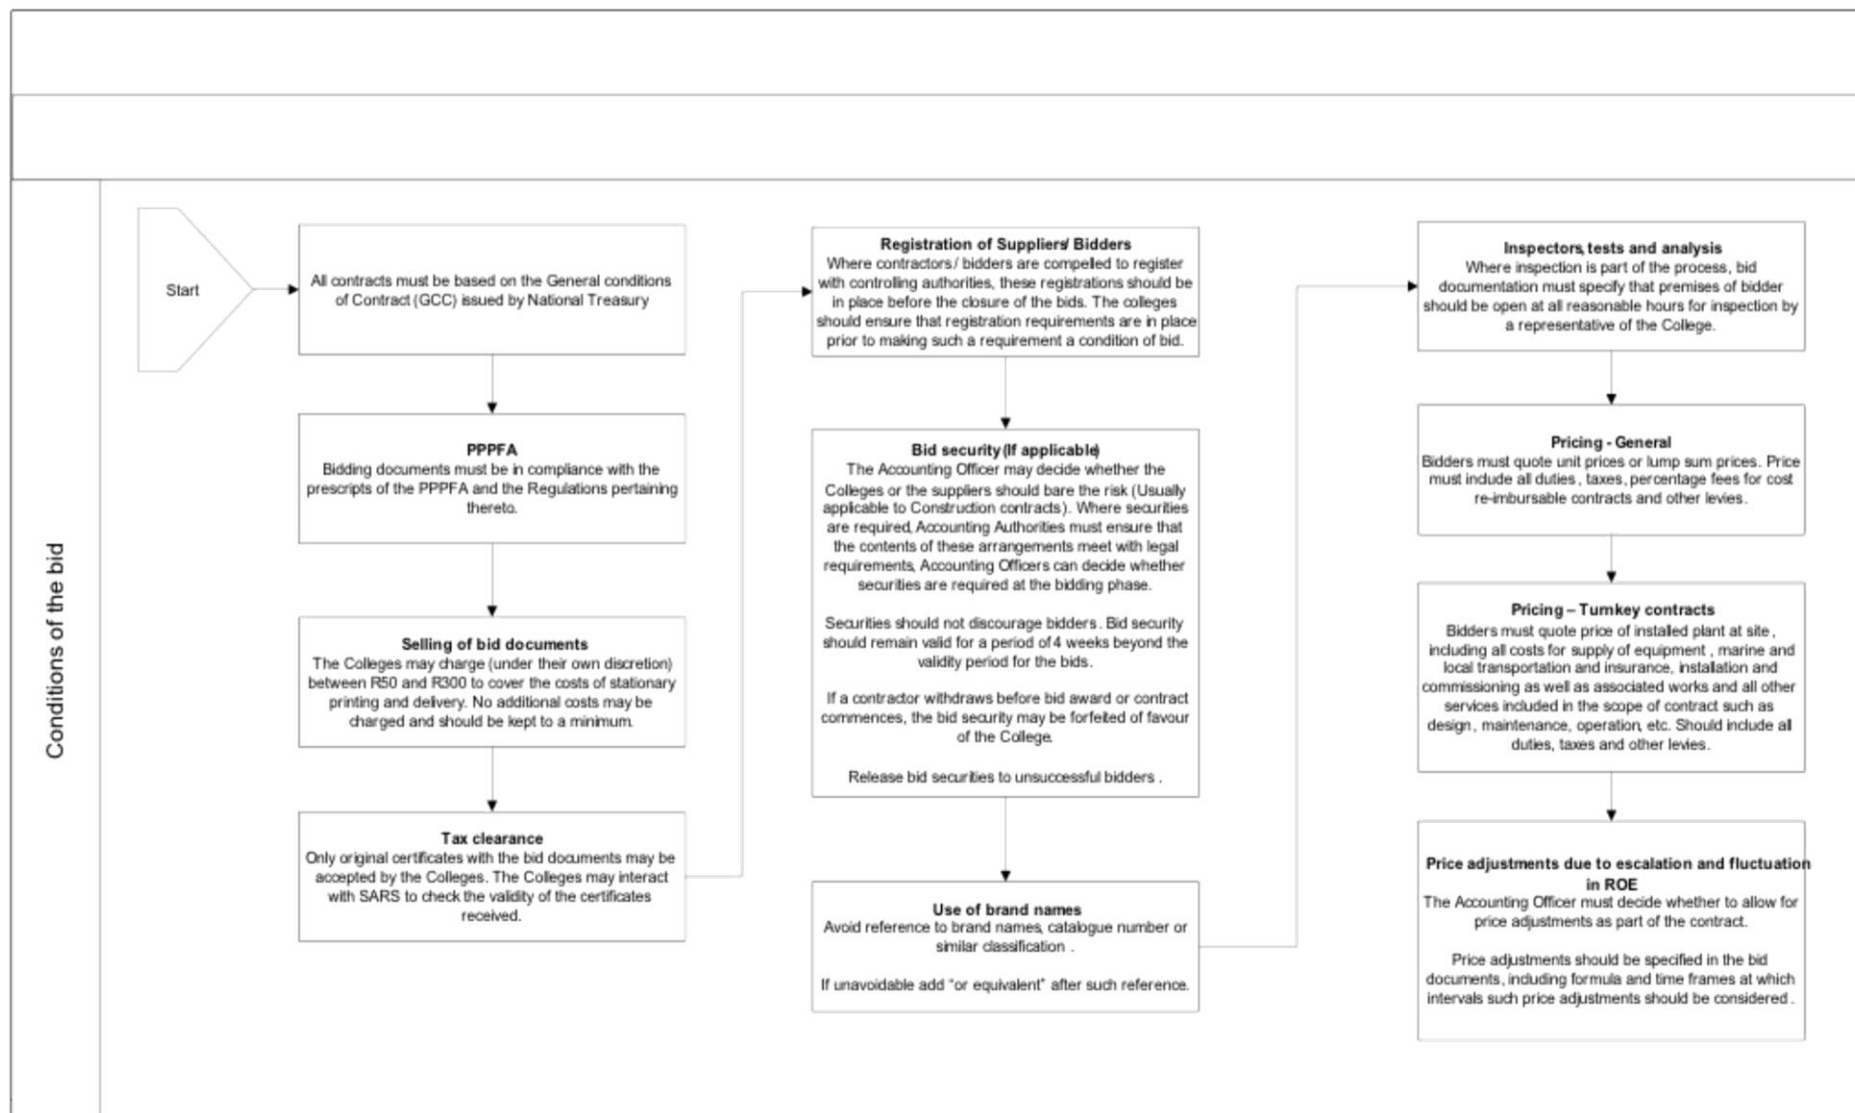 Conditions of the bid
Start
All contracts must be based on the General conditions
of Contract (GCC) issued by National Treasury
PPPFA
Bidding documents must be in compliance with the
prescripts of the PPPFA and the Regulations pertaining
thereto.
Selling of bid documents
The Colleges may charge (under their own discretion)
between R50 and R300 to cover the costs of stationary
printing and delivery. No additional costs may be
charged and should be kept to a minimum.
Tax clearance
Only original certificates with the bid documents may be
accepted by the Colleges. The Colleges may interact
with SARS to check the validity of the certificates
received.
Registration of Suppliers/ Bidders
Where contractors / bidders are compelled to register
with controlling authorities, these registrations should be
in place before the closure of the bids. The colleges
should ensure that registration requirements are in place
prior to making such a requirement a condition of bid.
Bid security (If applicable)
The Accounting Officer may decide whether the
Colleges or the suppliers should bare the risk (Usually
applicable to Construction contracts). Where securities
are required, Accounting Authorities must ensure that
the contents of these arrangements meet with legal
requirements, Accounting Officers can decide whether
securities are required at the bidding phase.
Securities should not discourage bidders . Bid security
should remain valid for a period of 4 weeks beyond the
validity period for the bids.
If a contractor withdraws before bid award or contract
commences, the bid security may be forfeited of favour
of the College.
Release bid securities to unsuccessful bidders .
Use of brand names
Avoid reference to brand names, catalogue number or
similar classification .
If unavoidable add “or equivalent” after such reference.
Inspectors, tests and analysis
Where inspection is part of the process, bid
documentation must specify that premises of bidder
should be open at all reasonable hours for inspection by
a representative of the College.
Pricing - General
Bidders must quote unit prices or lump sum prices. Price
must include all duties , taxes, percentage fees for cost
re-imbursable contracts and other levies.
Pricing – Turnkey contracts
Bidders must quote price of installed plant at site ,
including all costs for supply of equipment , marine and
local transportation and insurance, installation and
commissioning as well as associated works and all other
services included in the scope of contract such as
design , maintenance, operation, etc. Should include all
duties, taxes and other levies.
Price adjustments due to escalation and fluctuation
in ROE
The Accounting Officer must decide whether to allow for
price adjustments as part of the contract.
Price adjustments should be specified in the bid
documents, including formula and time frames at which
intervals such price adjustments should be considered .